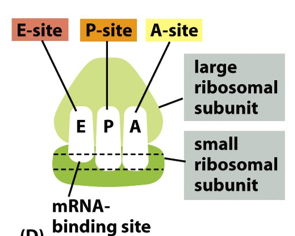 E-site P-site A-site
large
ribosomal
subunit
E P A
small
ribosomal
subunit
mRNA-
binding site
(D)